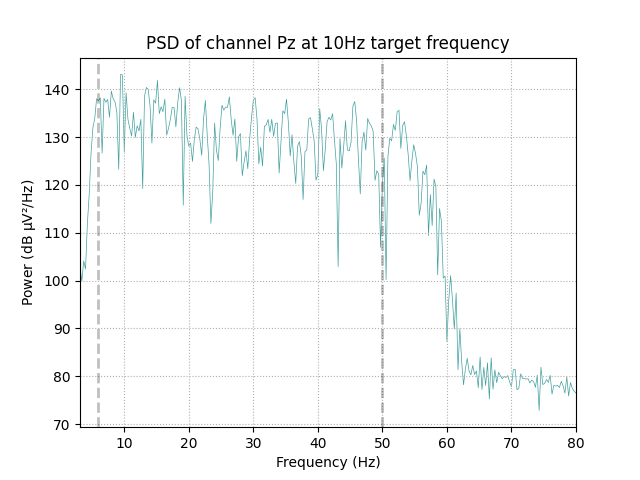 PSD of channel Pz at 10Hz target frequency
Power (dB µV²/Hz)
140
130
120
110
100
90
80
70
10 20 30 40 50 60 70 80
Frequency (Hz)